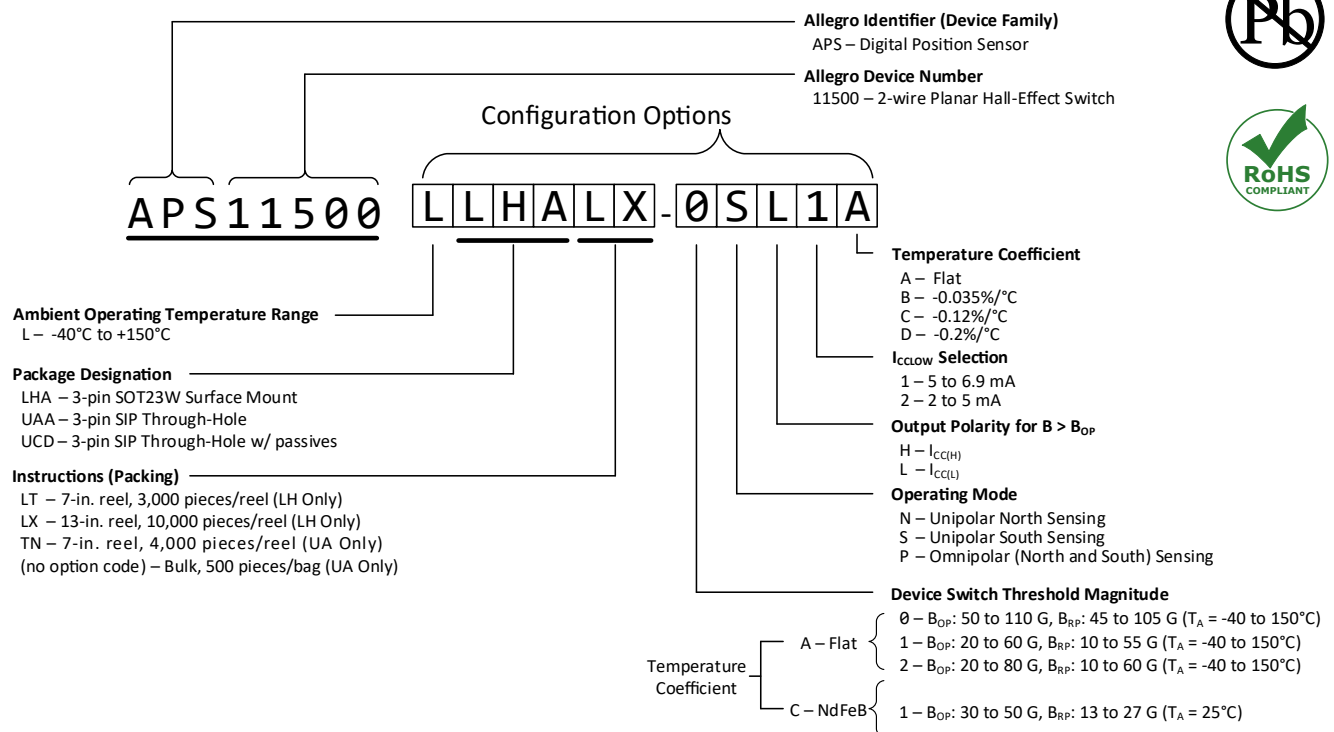 Allegro Identifier (Device Family)
APS – Digital Position Sensor
Allegro Device Number
11500 – 2-wire Planar Hall-Effect Switch
Pb
RoHS
COMPLIANT
Configuration Options
APS11500 LLHALX-0SL1A
Ambient Operating Temperature Range
L – -40°C to +150°C
Package Designation
LHA – 3-pin SOT23W Surface Mount
UAA – 3-pin SIP Through-Hole
UCD – 3-pin SIP Through-Hole w/ passives
Instructions (Packing)
LT – 7-in. reel, 3,000 pieces/reel (LH Only)
LX – 13-in. reel, 10,000 pieces/reel (LH Only)
TN – 7-in. reel, 4,000 pieces/reel (UA Only)
(no option code) – Bulk, 500 pieces/bag (UA Only)
Temperature Coefficient
A – Flat
B – -0.035%/°C
C – -0.12%/°C
D – -0.2%/°C
ICCLOW Selection
1 – 5 to 6.9 mA
2 – 2 to 5 mA
Output Polarity for B > BOP
H – ICC(H)
L – ICC(L)
Operating Mode
N – Unipolar North Sensing
S – Unipolar South Sensing
P – Omnipolar (North and South) Sensing
Device Switch Threshold Magnitude
Temperature
Coefficient
A – Flat
0 – BOP: 50 to 110 G, BRP: 45 to 105 G (TA = -40 to 150°C)
1 – BOP: 20 to 60 G, BRP: 10 to 55 G (TA = -40 to 150°C)
2 – BOP: 20 to 80 G, BRP: 10 to 60 G (TA = -40 to 150°C)
C – NdFeB
1 – BOP: 30 to 50 G, BRP: 13 to 27 G (TA = 25°C)